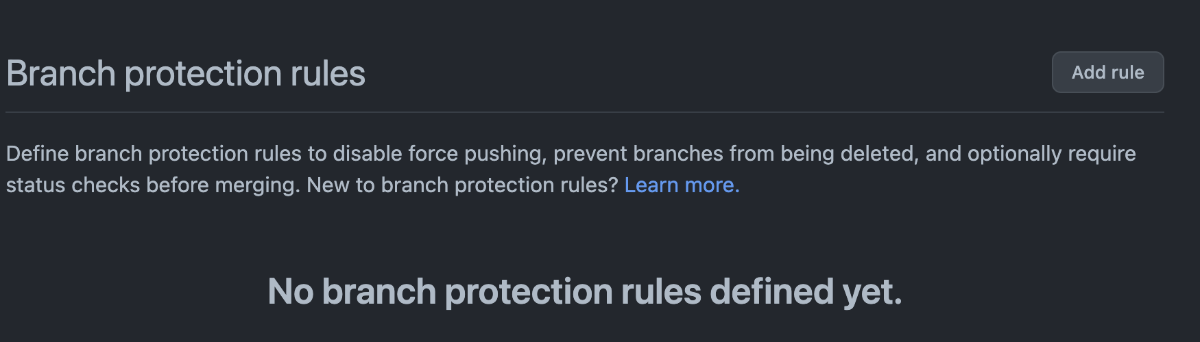 Branch protection rules
Add rule
Define branch protection rules to disable force pushing, prevent branches from being deleted, and optionally require
status checks before merging. New to branch protection rules? Learn more.
No branch protection rules defined yet.